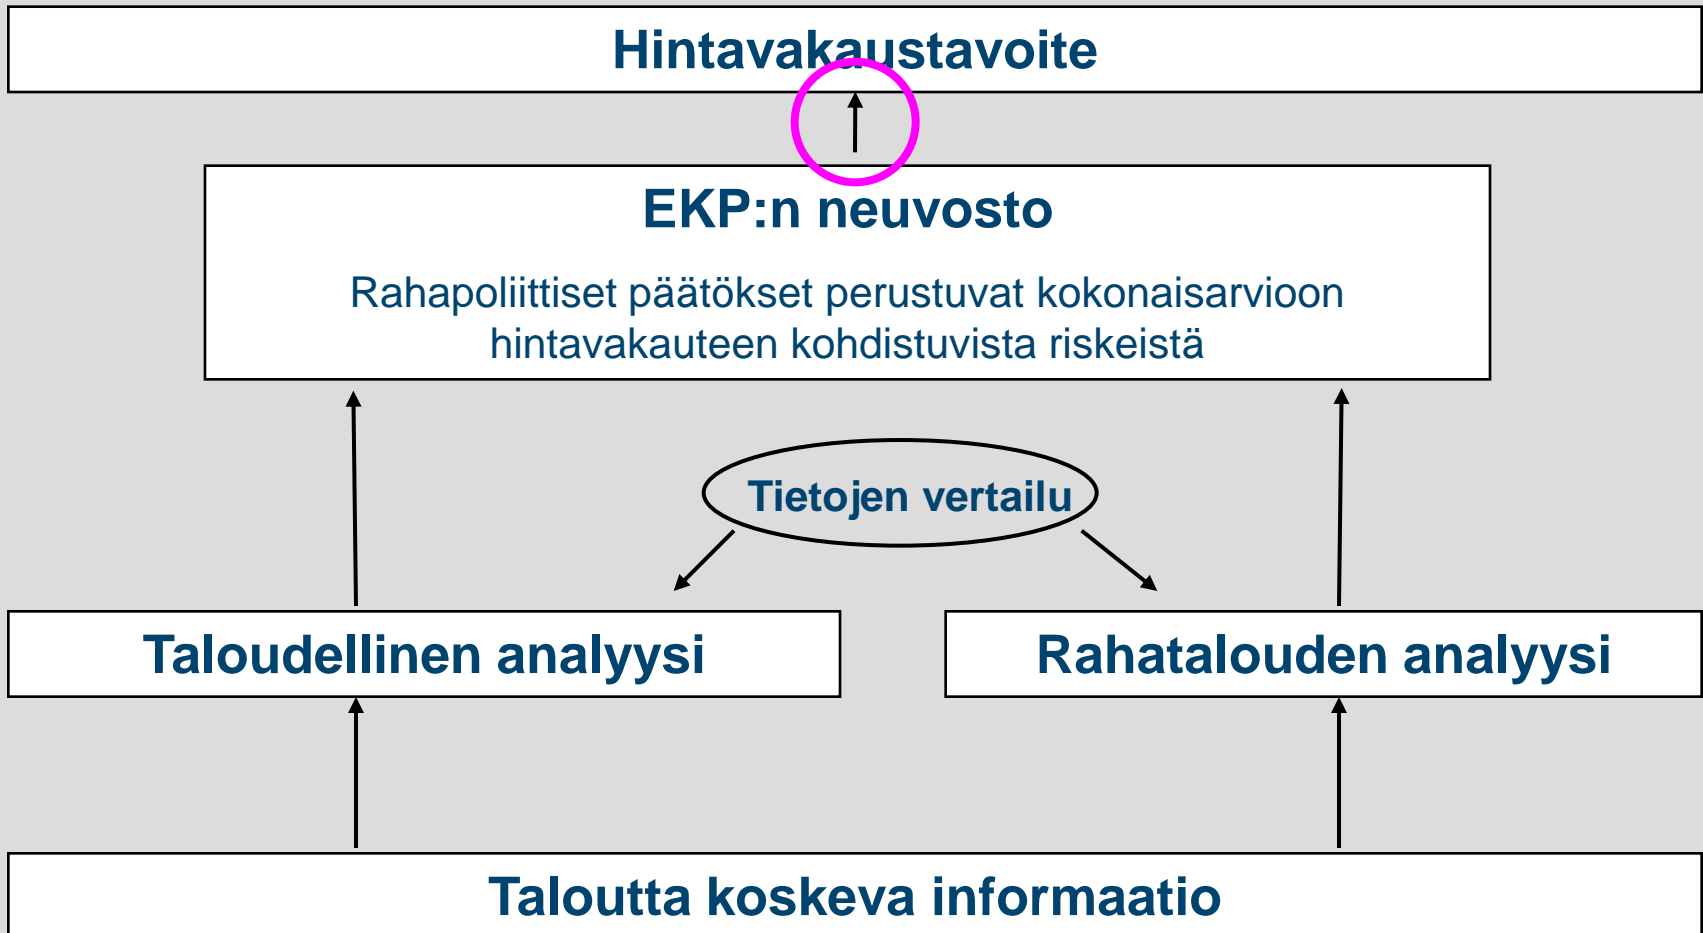 Hintavakaustavoite
EKP:n neuvosto
Rahapoliittiset päätökset perustuvat kokonaisarvioon
hintavakauteen kohdistuvista riskeistä
Tietojen vertailu
Taloudellinen analyysi
Rahatalouden analyysi
Taloutta koskeva informaatio